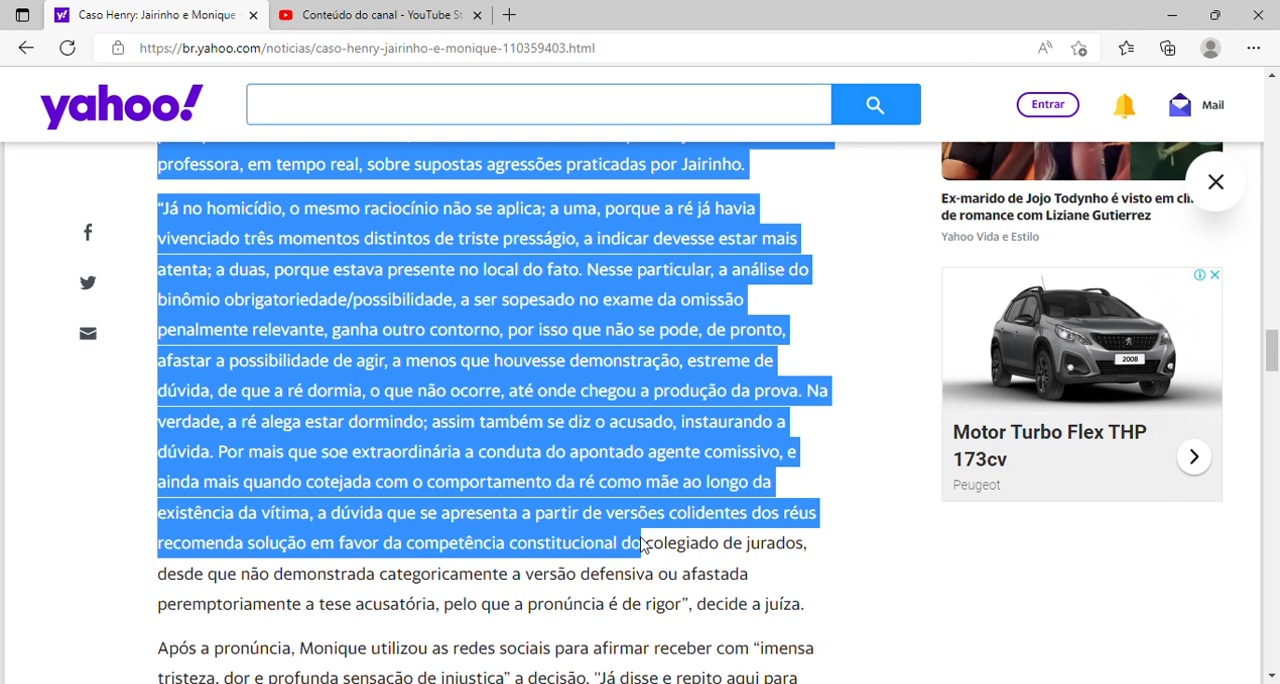 Caso Henry: Jairinho e Monique
Conteúdo do canal - YouTube St
https://br.yahoo.com/noticias/caso-henry-jairinho-e-monique-110359403.html
yahoo!
Entrar
Mail
professora, em tempo real, sobre supostas agressões praticadas por Jairinho.
“Já no homicídio, o mesmo raciocínio não se aplica; a uma, porque a ré já havia
vivenciado três momentos distintos de triste presságio, a indicar devesse estar mais
atenta; a duas, porque estava presente no local do fato. Nesse particular, a análise do
binômio obrigatoriedade/possibilidade, a ser sopesado no exame da omissão
penalmente relevante, ganha outro contorno, por isso que não se pode, de pronto,
afastar a possibilidade de agir, a menos que houvesse demonstração, estreme de
dúvida, de que a ré dormia, o que não ocorre, até onde chegou a produção da prova. Na
verdade, a ré alega estar dormindo; assim também se diz o acusado, instaurando a
dúvida. Por mais que soe extraordinária a conduta do apontado agente comissivo, e
ainda mais quando cotejada com o comportamento da ré como mãe ao longo da
existência da vítima, a dúvida que se apresenta a partir de versões colidentes dos réus
recomenda solução em favor da competência constitucional do colegiado de jurados,
desde que não demonstrada categoricamente a versão defensiva ou afastada
peremptoriamente a tese acusatória, pelo que a pronúncia é de rigor”, decide a juíza.
Após a pronúncia, Monique utilizou as redes sociais para afirmar receber com “imensa
tristeza, dor e profunda sensação de injustiça” a decisão. "Já disse e repito aqui para
Ex-marido de Jojo Todynho é visto em cli
de romance com Liziane Gutierrez
Yahoo Vida e Estilo
2008
Motor Turbo Flex THP
173cv
Peugeot